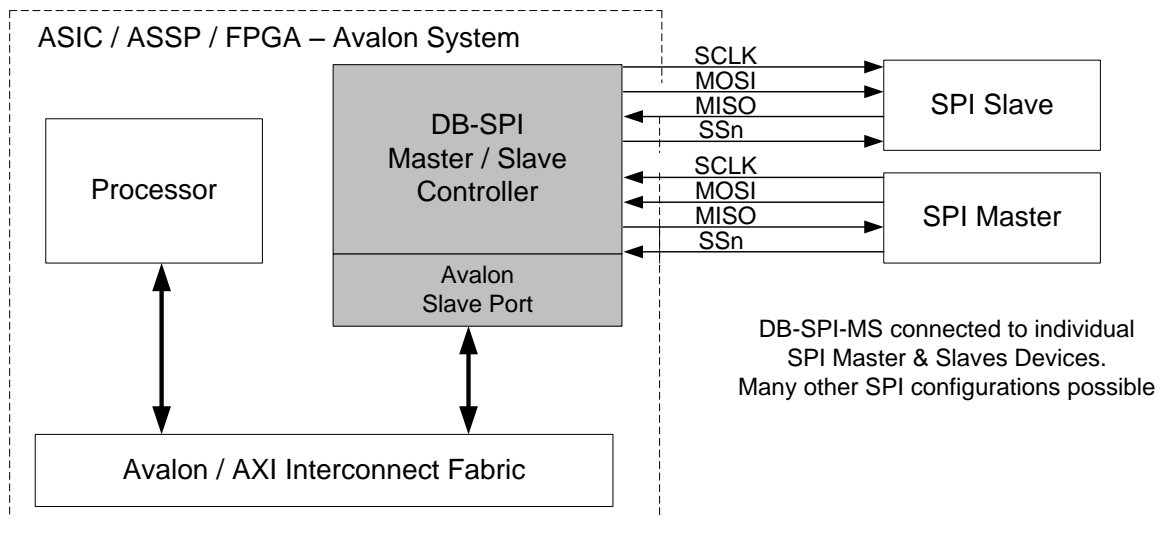 ASIC / ASSP / FPGA – Avalon System
Processor
DB-SPI
Master / Slave
Controller
Avalon
Slave Port
Avalon / AXI Interconnect Fabric
SCLK
MOSI
MISO
SSn
SPI Slave
SCLK
MOSI
MISO
SSn
SPI Master
DB-SPI-MS connected to individual
SPI Master & Slaves Devices.
Many other SPI configurations possible